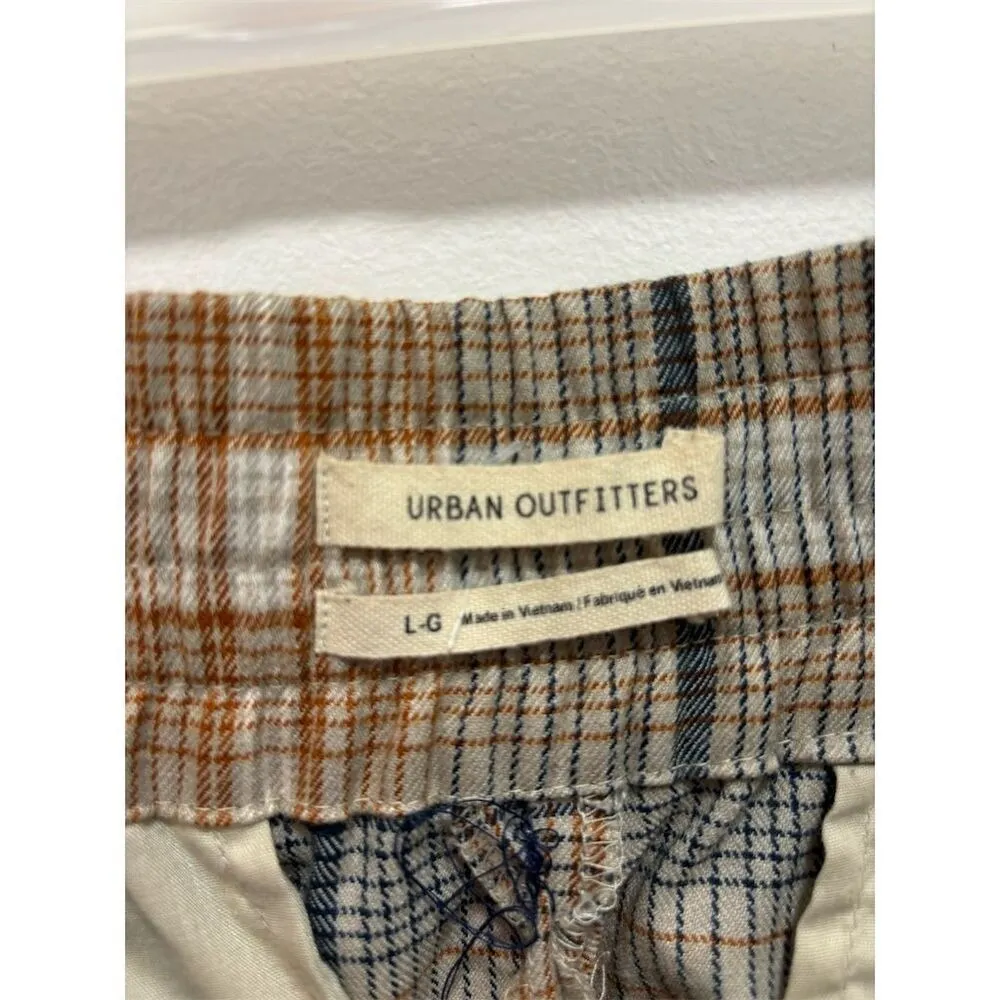 URBAN OUTFITTERS
L-G Made in Vietnam / Fabriqué en Vietnam